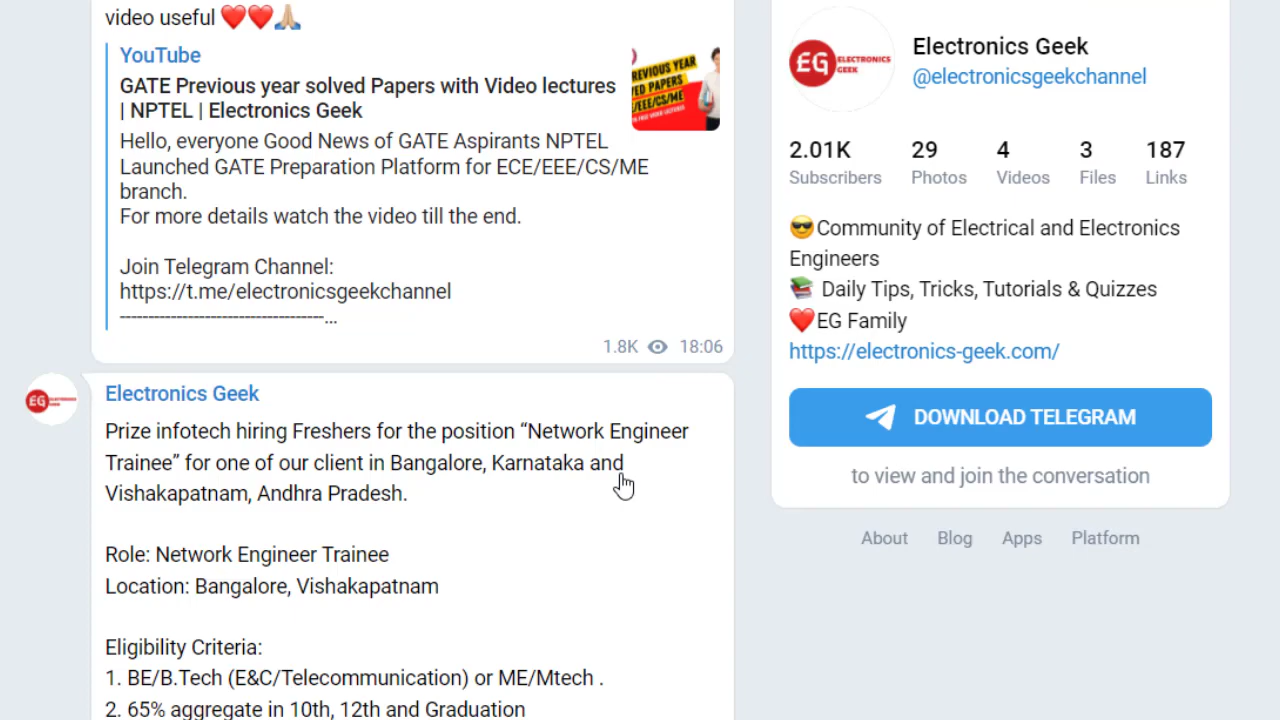 video useful ❤️❤️🙏🏼
YouTube
GATE Previous year solved Papers with Video lectures
| NPTEL | Electronics Geek
Hello, everyone Good News of GATE Aspirants NPTEL
Launched GATE Preparation Platform for ECE/EEE/CS/ME
branch.
For more details watch the video till the end.
Join Telegram Channel:
https://t.me/electronicsgeekchannel
----------------------------------...
1.8K 18:06
EG ELECTRONICS GEEK
Electronics Geek
Prize infotech hiring Freshers for the position “Network Engineer
Trainee” for one of our client in Bangalore, Karnataka and
Vishakapatnam, Andhra Pradesh.
Role: Network Engineer Trainee
Location: Bangalore, Vishakapatnam
Eligibility Criteria:
1. BE/B.Tech (E&C/Telecommunication) or ME/Mtech .
2. 65% aggregate in 10th, 12th and Graduation
EG ELECTRONICS
GEEK
Electronics Geek
@electronicsgeekchannel
2.01K 29 4 3 187
Subscribers Photos Videos Files Links
😎Community of Electrical and Electronics
Engineers
📚 Daily Tips, Tricks, Tutorials & Quizzes
❤️EG Family
https://electronics-geek.com/
DOWNLOAD TELEGRAM
to view and join the conversation
About Blog Apps Platform